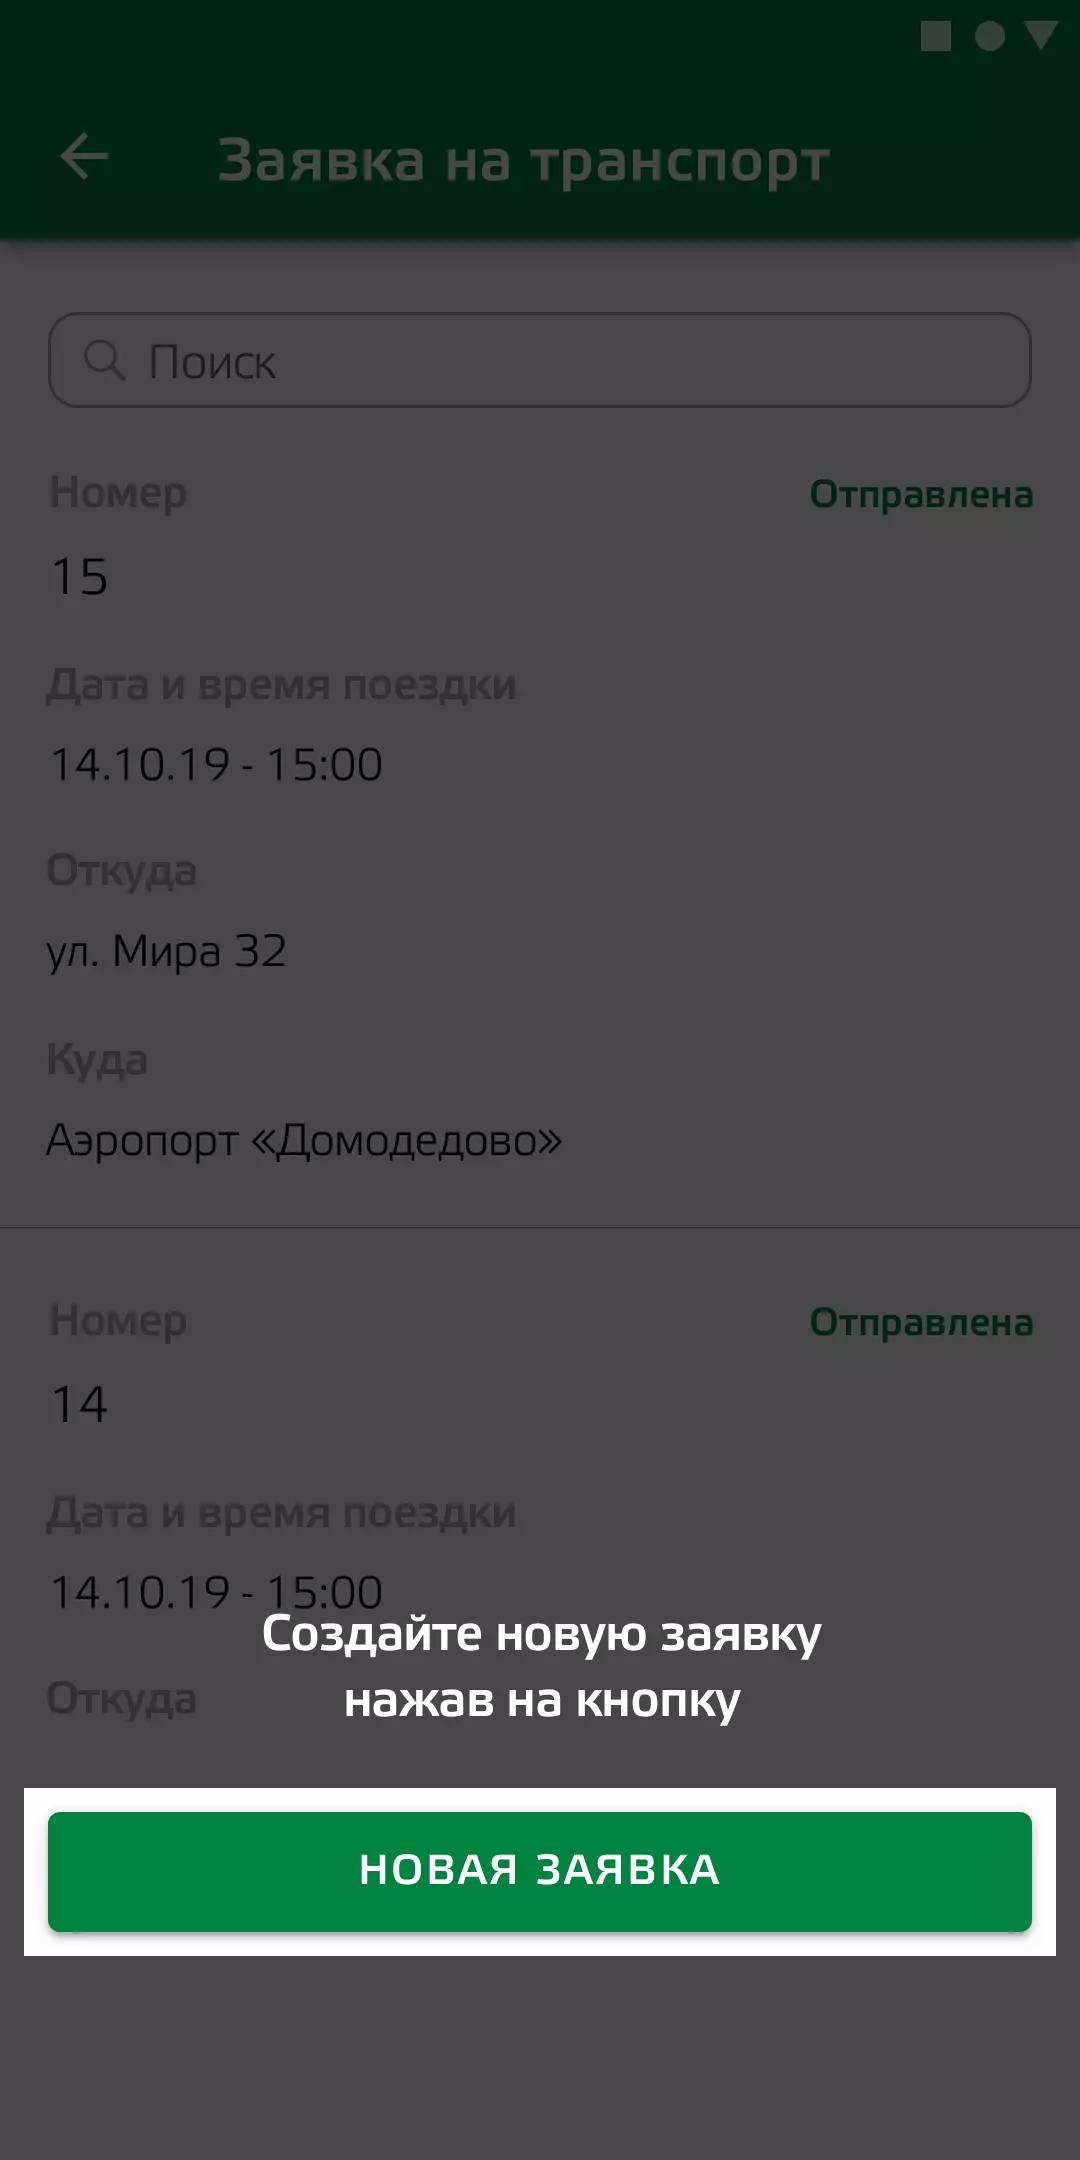 Заявка на транспорт
Поиск
Номер
Отправлена
15
Дата и время поездки
14.10.19 - 15:00
Откуда
ул. Мира 32
Куда
Аэропорт «Домодедово»
Номер
Отправлена
14
Дата и время поездки
14.10.19 - 15:00
Создайте новую заявку
Откуда
нажав на кнопку
НОВАЯ ЗАЯВКА